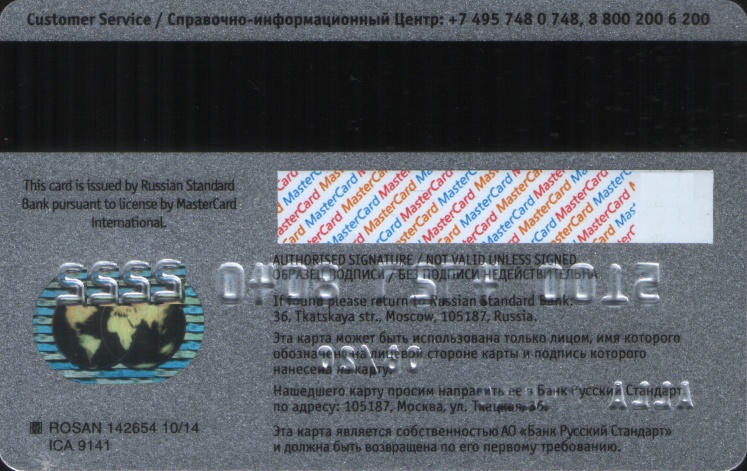 Customer Service / Справочно-информационный Центр: +7 495 748 0 748, 8 800 200 6 200
This card is issued by Russian Standard
Bank pursuant to license by MasterCard
International.
MasterCard MasterCard MasterCard
AUTHORISED SIGNATURE / NOT VALID UNLESS SIGNED
ОБРАЗЕЦ ПОДПИСИ / БЕЗ ПОДПИСИ НЕДЕЙСТВИТЕЛЬНА
If found please return to Russian Standard Bank:
36, Tkatskaya str., Moscow, 105187, Russia.
Эта карта может быть использована только лицом, имя которого
обозначено на лицевой стороне карты и подпись которого
нанесена на карту.
Нашедшего карту просим направить ее в Банк Русский Стандарт
по адресу: 105187, Москва, ул. Ткацкая, 36.
Эта карта является собственностью АО «Банк Русский Стандарт»
и должна быть возвращена по его первому требованию.
ROSAN 142654 10/14
ICA 9141